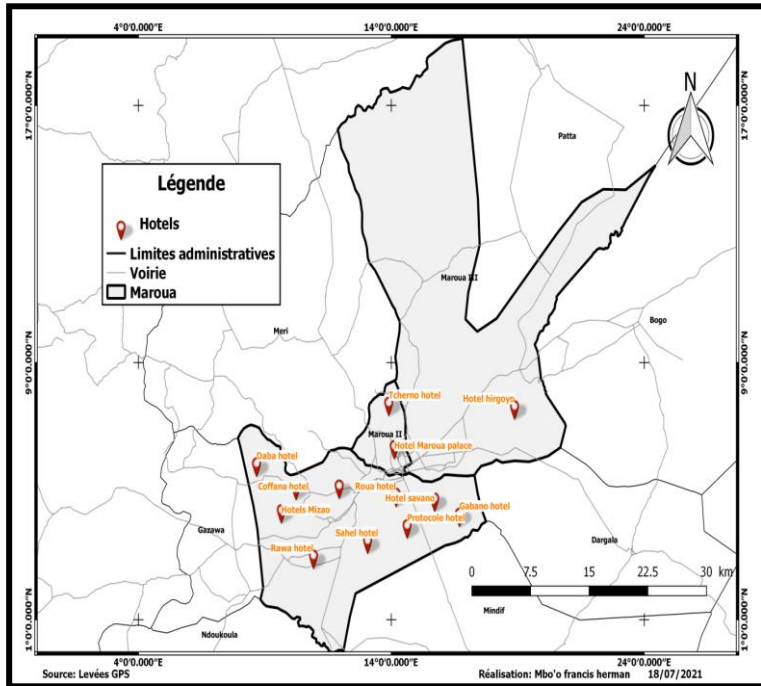 4°0'0.000"E 14°0'0.000"E 24°0'0.000"E
17°0'0.000"N 17°0'0.000"N
N
Patta
Légende
Hotels
Limites administratives
Voirie
Maroua
Maroua III
Meri
Bogo
9°0'0.000"N 9°0'0.000"N
Tcherno hotel
Hotel hirgoyo
Maroua II
Hotel Maroua palace
Daba hotel
Coffana hotel
Roua hotel
Hotel savano
Hotels Mizao
Gabano hotel
Protocole hotel
Gazawa
Sahel hotel
Dargala
Rawa hotel
0 7.5 15 22.5 30 km
Mindif
1°0'0.000"N 1°0'0.000"N
Ndoukoula
4°0'0.000"E 14°0'0.000"E 24°0'0.000"E
Source: Levées GPS
Réalisation: Mbo'o francis herman 18/07/2021